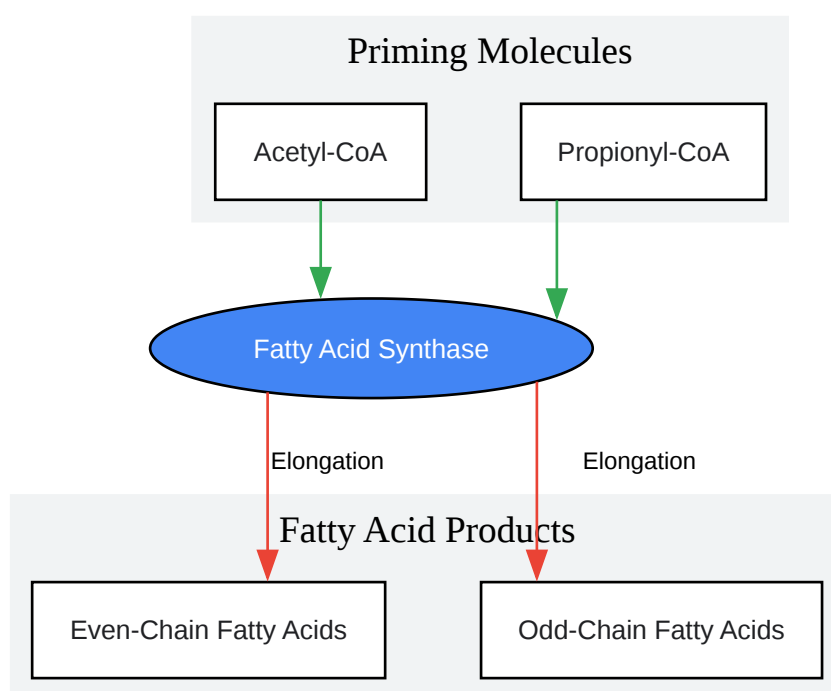 Priming Molecules
Acetyl-CoA
Propionyl-CoA
Fatty Acid Synthase
Elongation
Elongation
Fatty Acid Products
Even-Chain Fatty Acids
Odd-Chain Fatty Acids